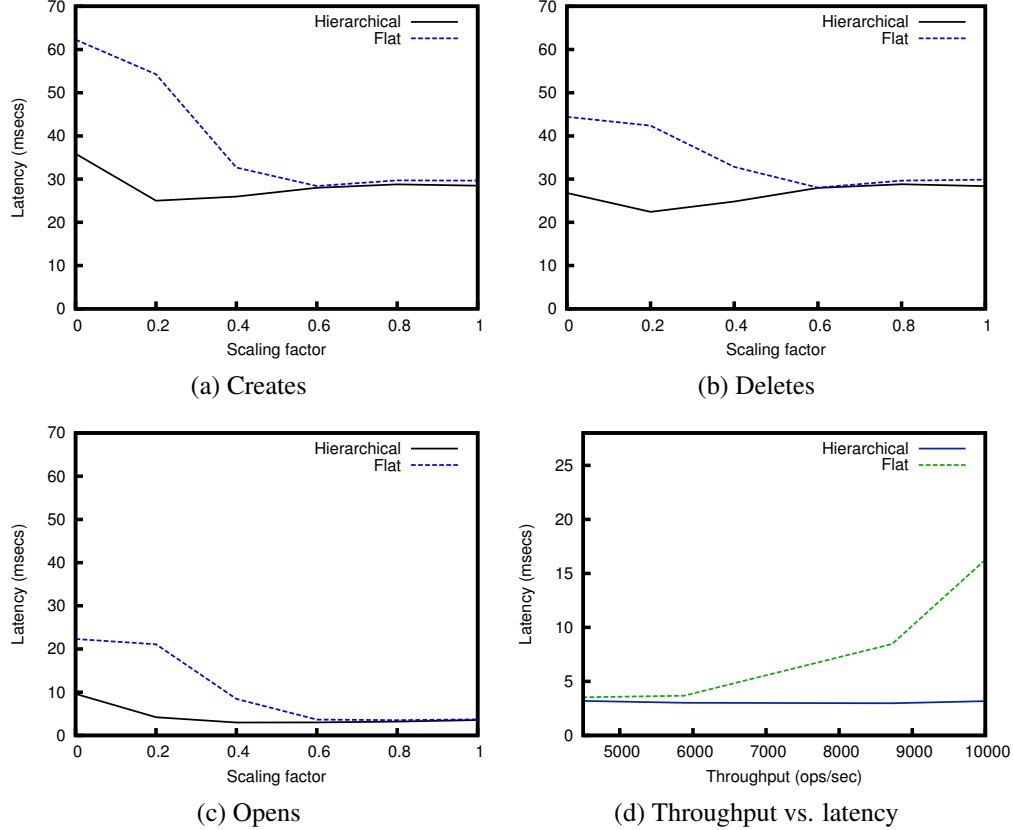 Hierarchical
Flat
70
60
50
40
30
20
10
0
Latency (msecs)
0 0.2 0.4 0.6 0.8 1
Scaling factor
(a) Creates
Hierarchical
Flat
70
60
50
40
30
20
10
0
0 0.2 0.4 0.6 0.8 1
Scaling factor
(b) Deletes
Hierarchical
Flat
70
60
50
40
30
20
10
0
Latency (msecs)
0 0.2 0.4 0.6 0.8 1
Scaling factor
(c) Opens
Hierarchical
Flat
25
20
15
10
5
0
Latency (msecs)
5000 6000 7000 8000 9000 10000
Throughput (ops/sec)
(d) Throughput vs. latency